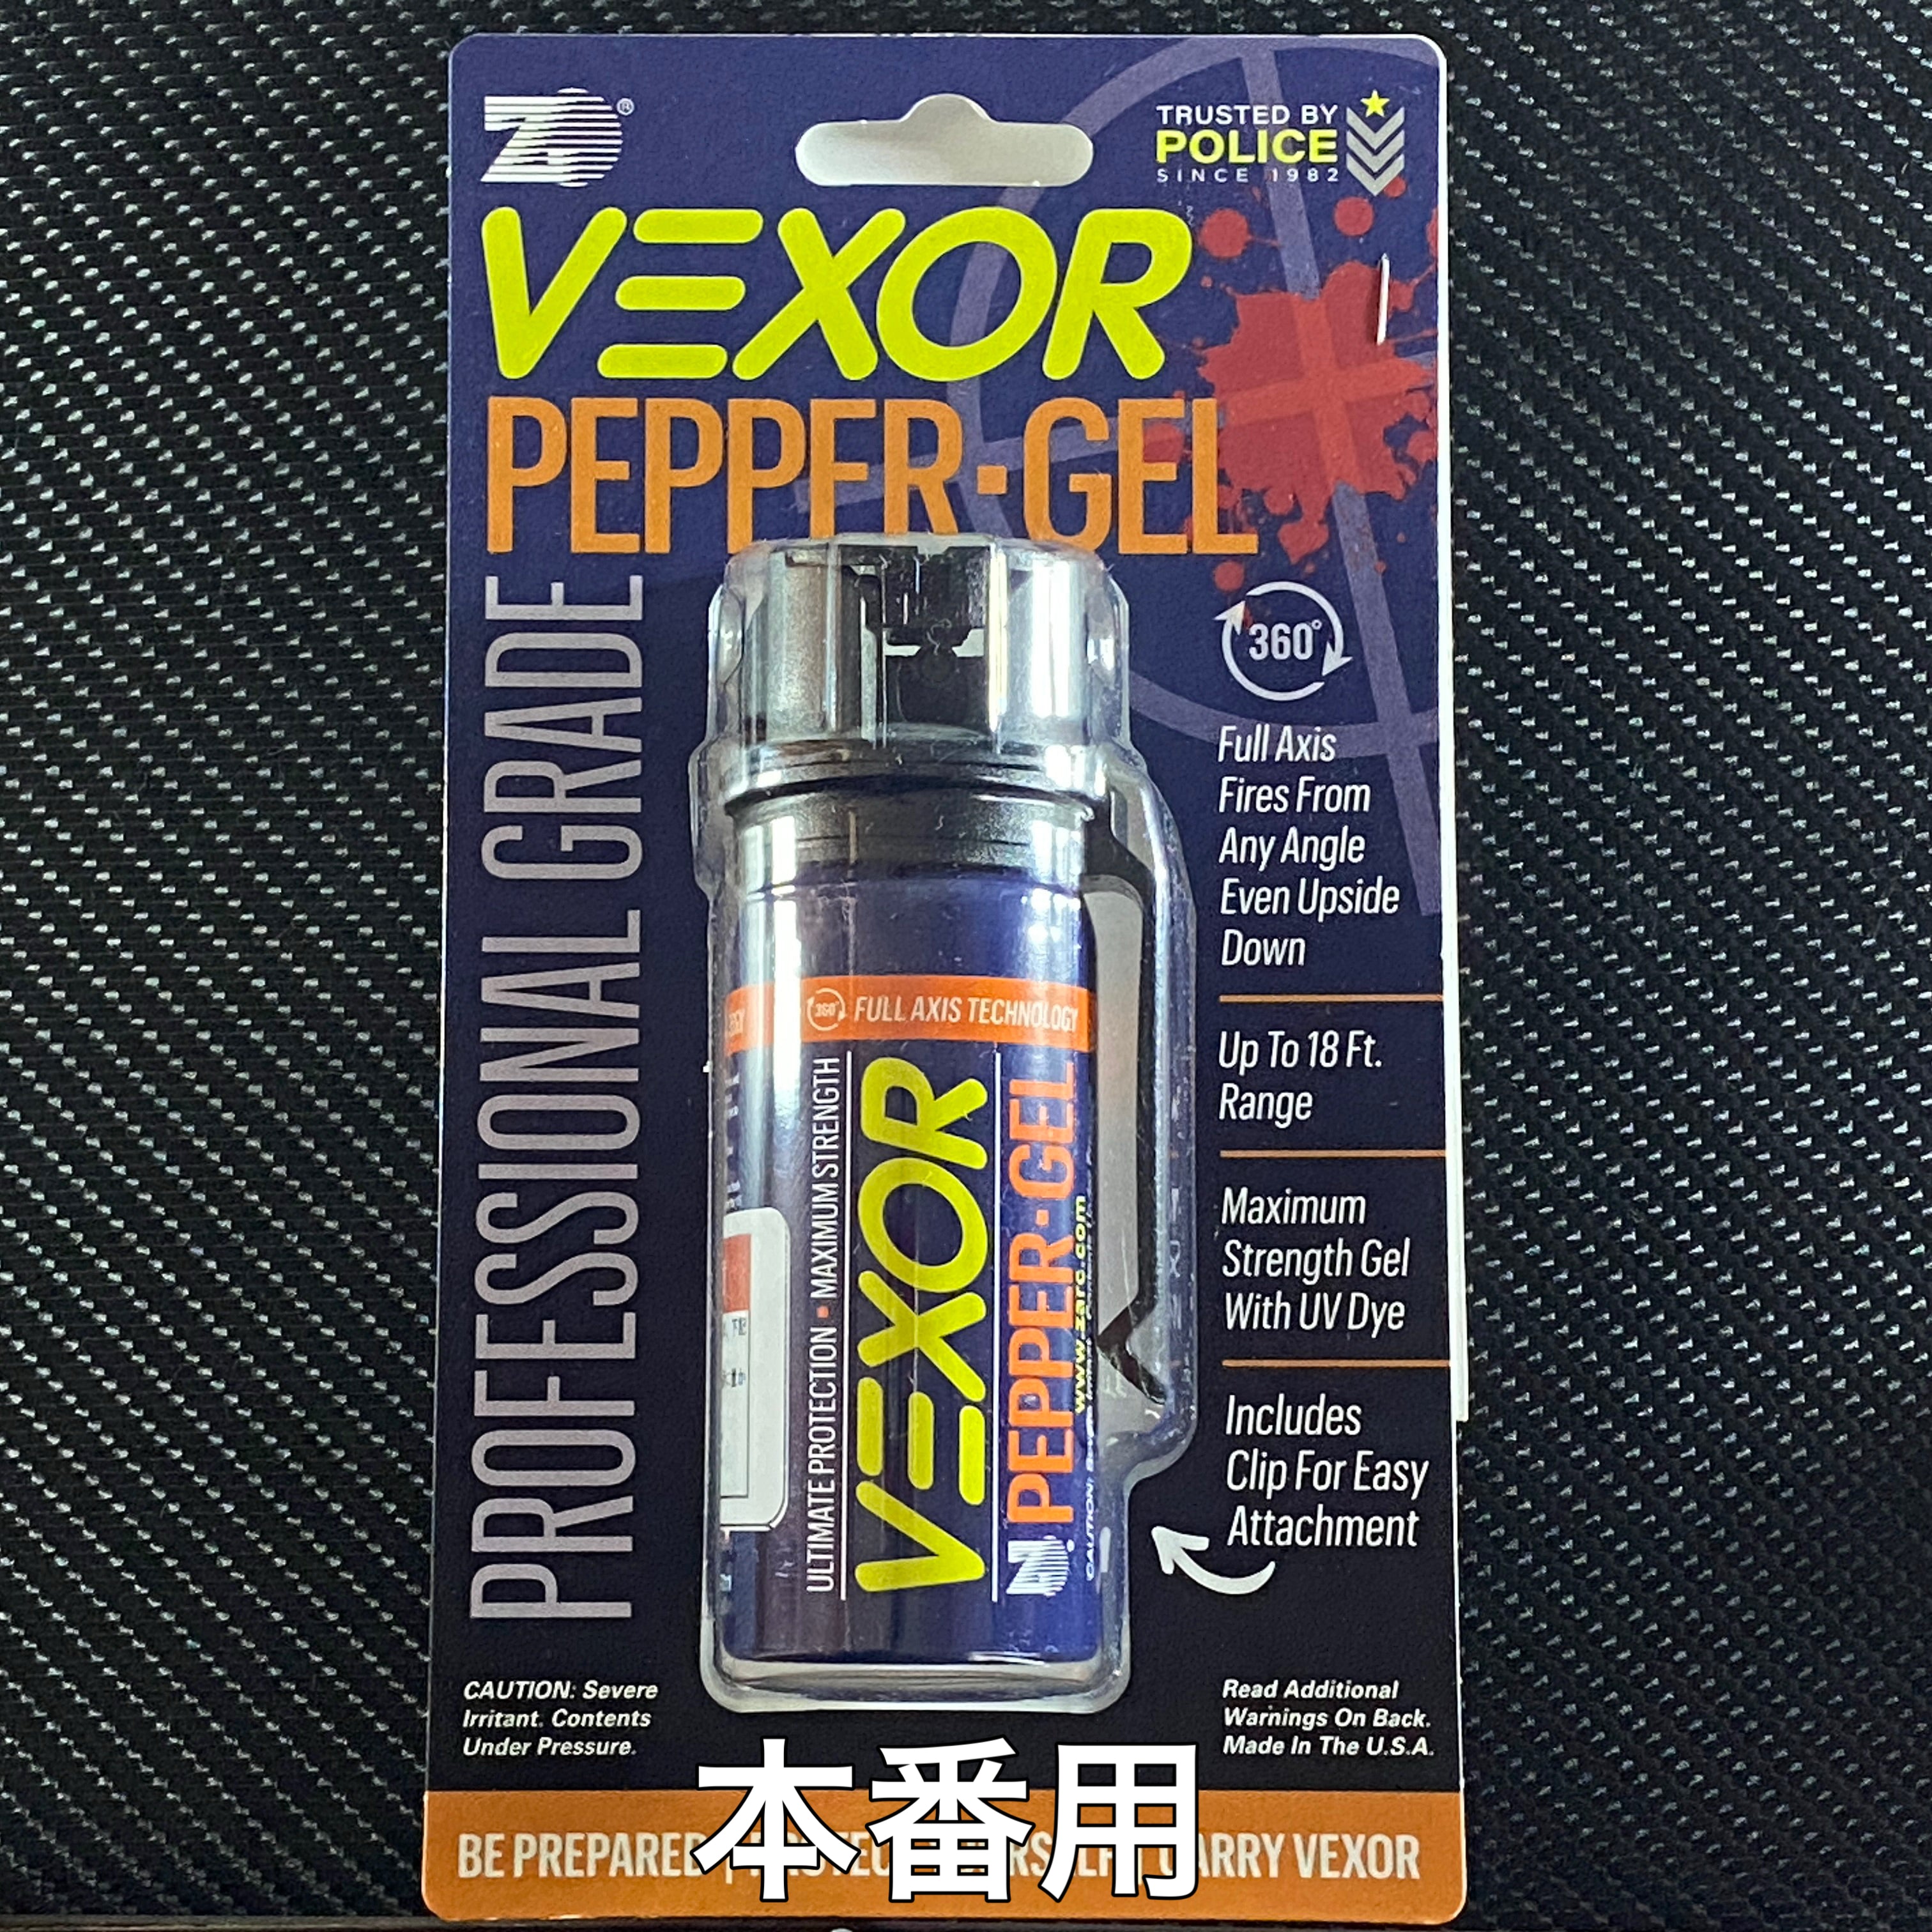 TRUSTED BY
POLICE
SINCE 1982
VEXOR
PEPPER·GEL
PROFESSIONAL GRADE
360°
Full Axis
Fires From
Any Angle
Even Upside
Down
Up To 18 Ft.
Range
Maximum
Strength Gel
With UV Dye
Includes
Clip For Easy
Attachment
360° FULL AXIS TECHNOLOGY
ULTIMATE PROTECTION • MAXIMUM STRENGTH
VEXOR
PEPPER·GEL
www.zarc.com
CAUTION: Severe
Irritant. Contents
Under Pressure.
Read Additional
Warnings On Back.
Made In The U.S.A.
本番用
BE PREPARED CARRY VEXOR